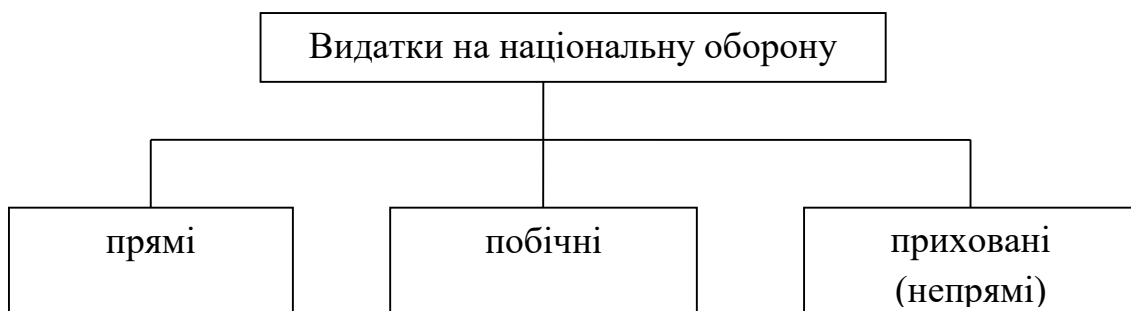 Видатки на національну оборону
прямі
побічні
приховані
(непрямі)